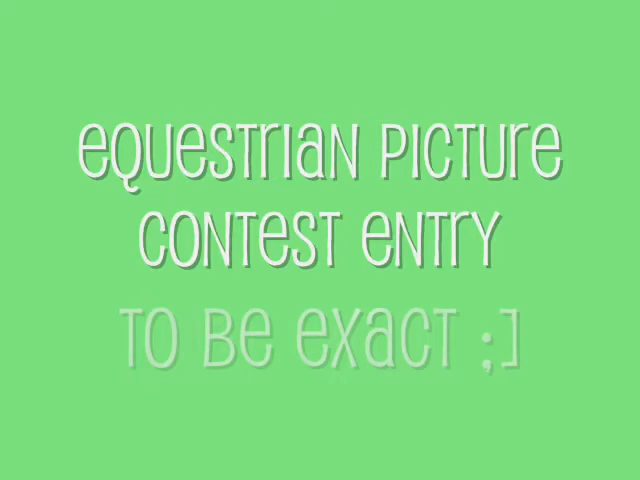 equestrian picture
contest entry
to be exact ;]